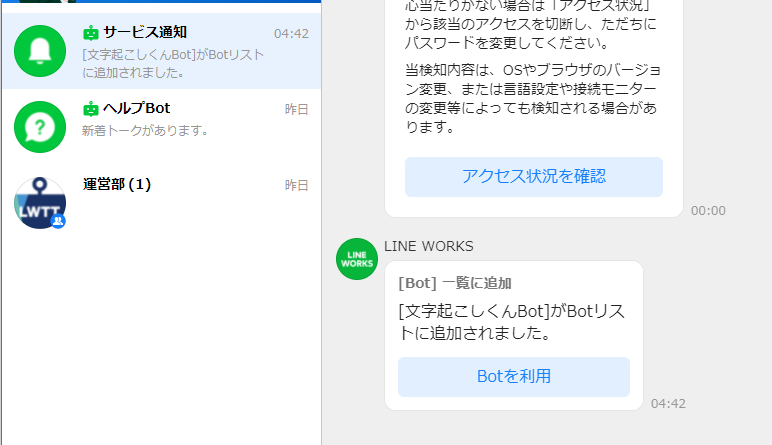 サービス通知
04:42
[文字起こしくんBot]がBotリスト
に追加されました。
ヘルプBot
昨日
新着トークがあります。
運営部 (1)
昨日
LWTT
心当たりがない場合は「アクセス状況」
から該当のアクセスを切断し、ただちに
パスワードを変更してください。
当検知内容は、OSやブラウザのバージョ
ン変更、または言語設定や接続モニター
の変更等によっても検知される場合があ
ります。
アクセス状況を確認
00:00
LINE WORKS
LINE
WORKS
[Bot] 一覧に追加
[文字起こしくんBot]がBotリス
トに追加されました。
Botを利用
04:42